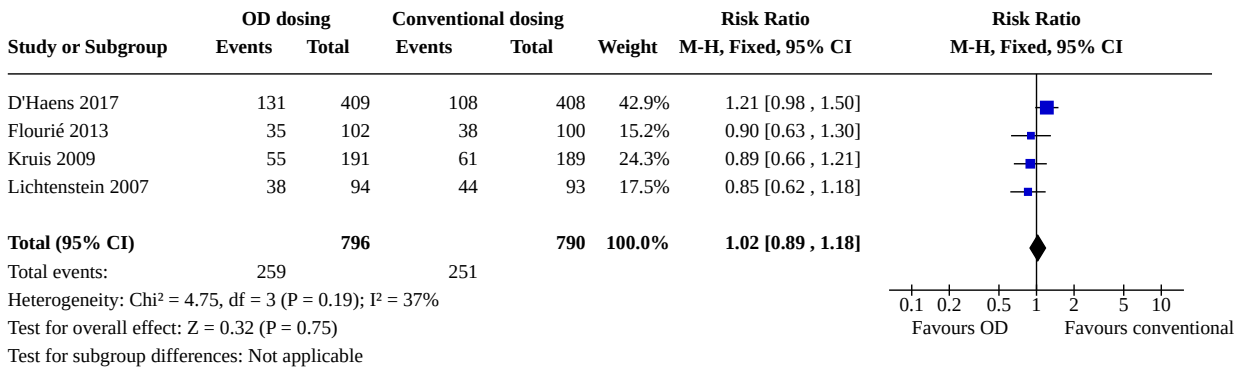 OD dosing Conventional dosing Risk Ratio Risk Ratio
Study or Subgroup Events Total Events Total Weight M-H, Fixed, 95% CI M-H, Fixed, 95% CI
D'Haens 2017 131 409 108 408 42.9% 1.21 [0.98 , 1.50]
Flourié 2013 35 102 38 100 15.2% 0.90 [0.63 , 1.30]
Kruis 2009 55 191 61 189 24.3% 0.89 [0.66 , 1.21]
Lichtenstein 2007 38 94 44 93 17.5% 0.85 [0.62 , 1.18]
Total (95% CI) 796 790 100.0% 1.02 [0.89 , 1.18]
Total events: 259 251
Heterogeneity: Chi² = 4.75, df = 3 (P = 0.19); I² = 37%
0.1 0.2 0.5 1 2 5 10
Test for overall effect: Z = 0.32 (P = 0.75) Favours OD Favours conventional
Test for subgroup differences: Not applicable